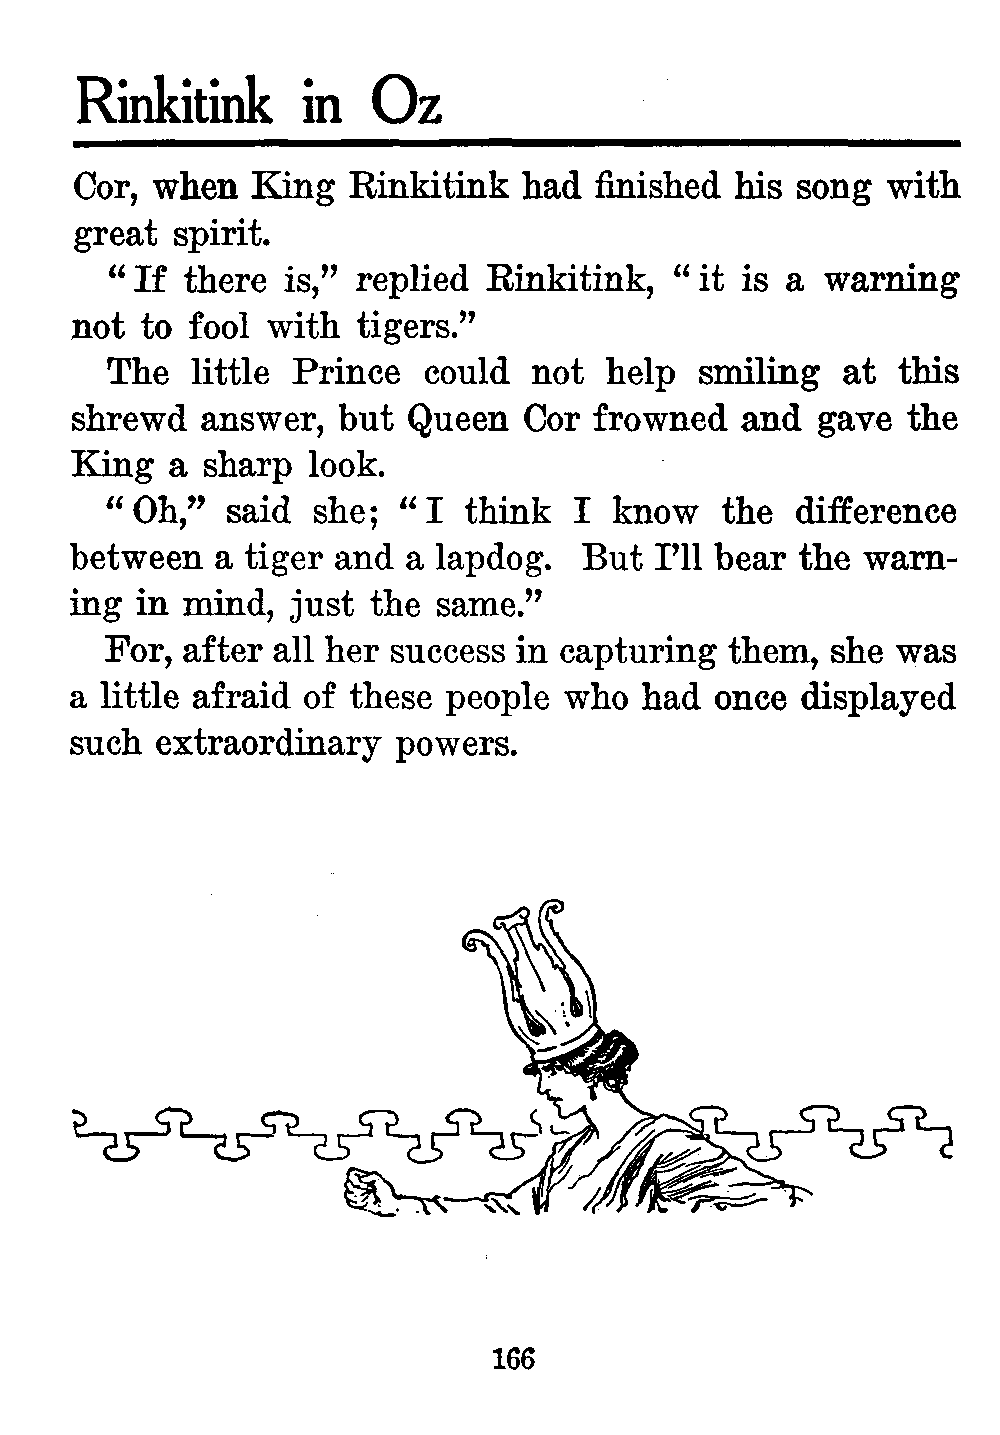 Rinkitink in Oz
Cor, when King Rinkitink had finished his song with
great spirit.
“If there is,” replied Rinkitink, “it is a warning
not to fool with tigers.”
The little Prince could not help smiling at this
shrewd answer, but Queen Cor frowned and gave the
King a sharp look.
“Oh,” said she; “I think I know the difference
between a tiger and a lapdog. But I’ll bear the warn-
ing in mind, just the same.”
For, after all her success in capturing them, she was
a little afraid of these people who had once displayed
such extraordinary powers.
166